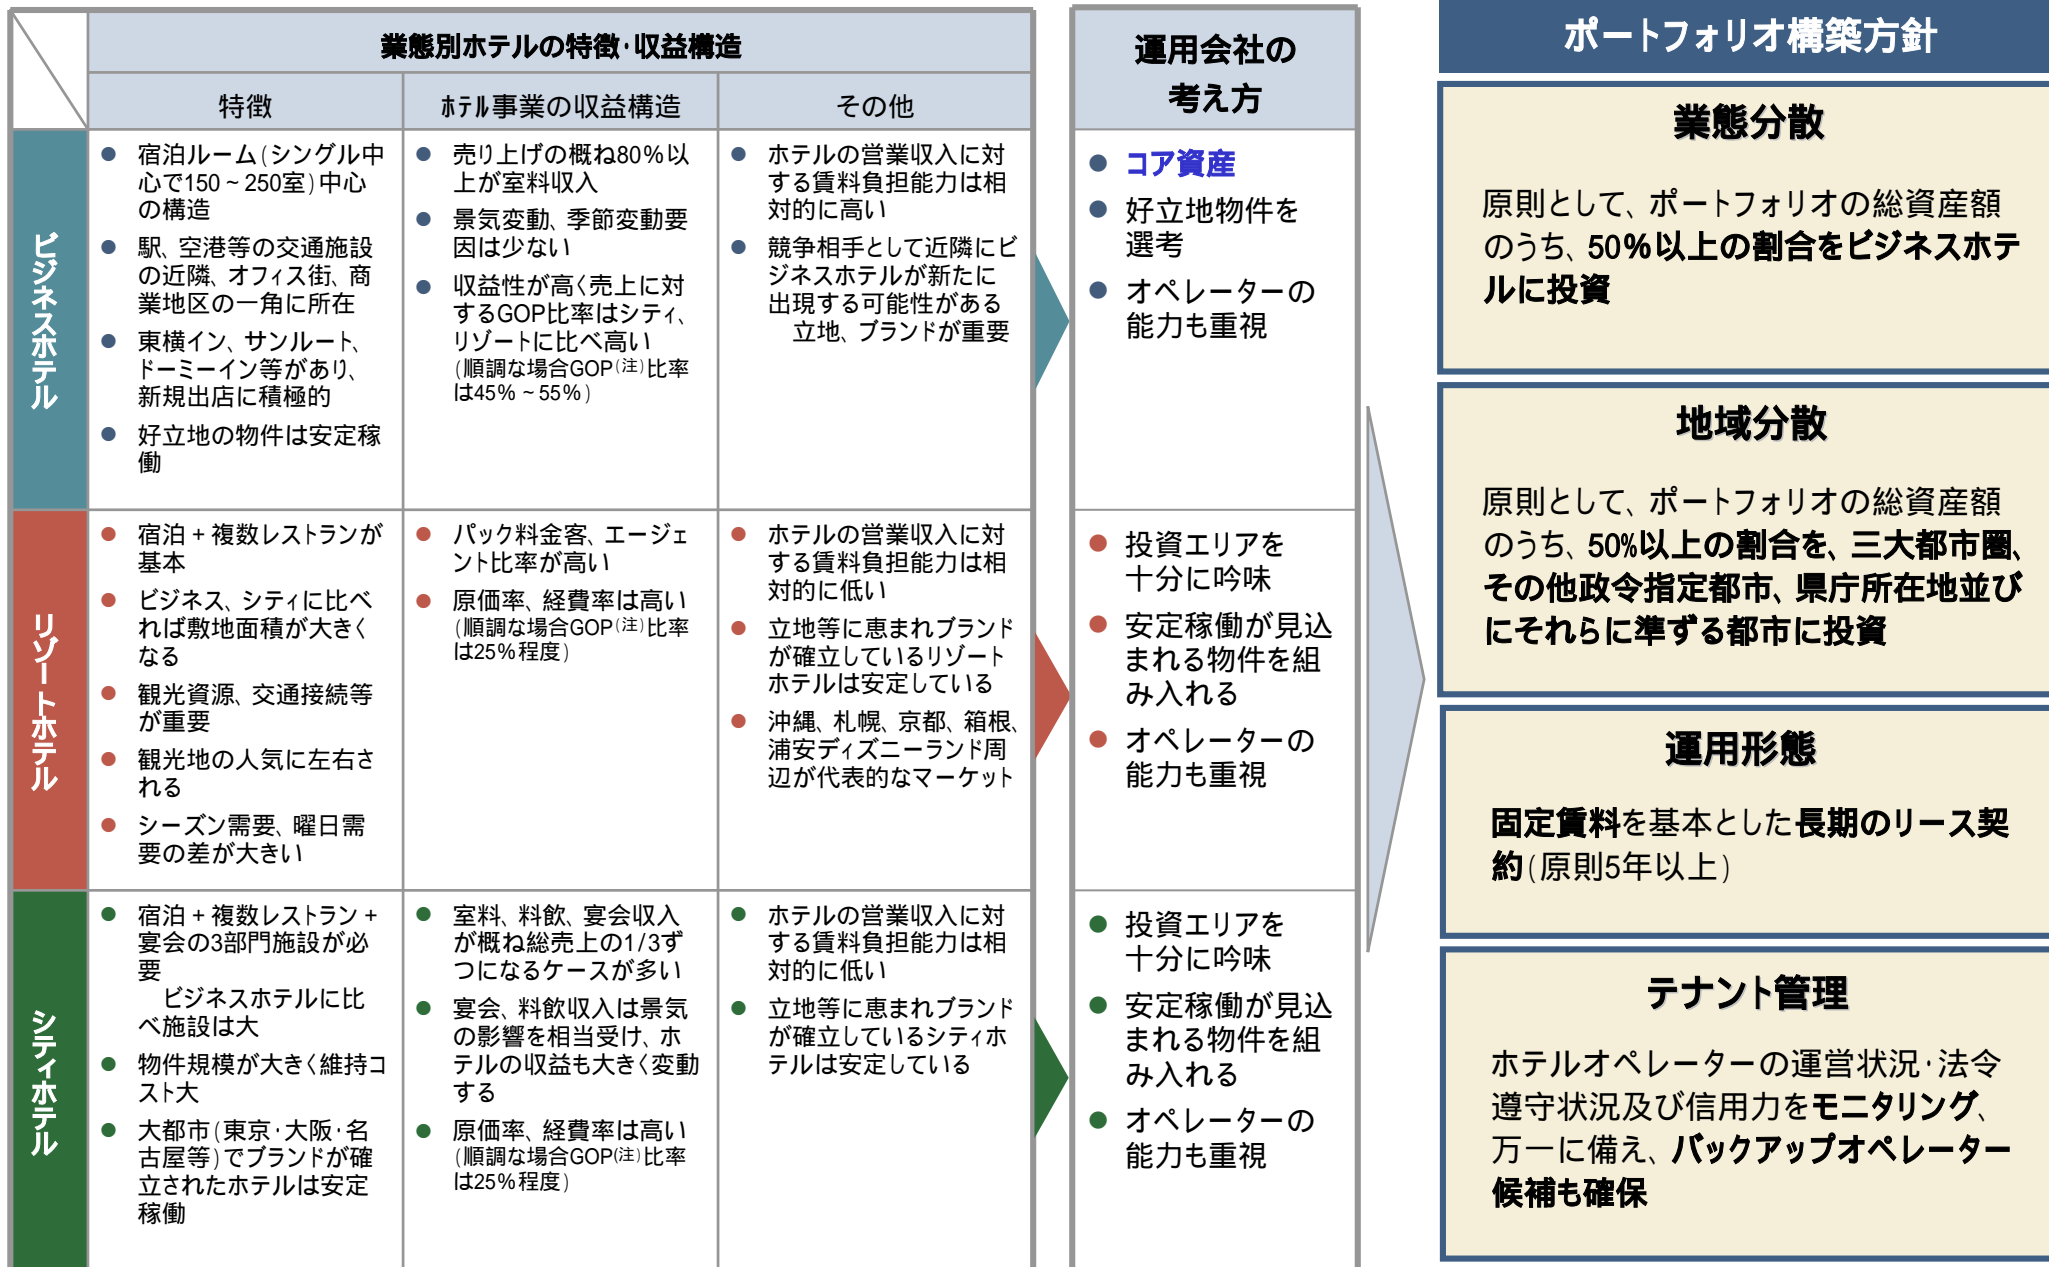 業態別ホテルの特徴・収益構造
特徴
ホテル事業の収益構造
その他
ビジネスホテル
● 宿泊ルーム(シングル中
心で150~250室)中心
の構造
● 駅、空港等の交通施設
の近隣、オフィス街、商
業地区の一角に所在
● 東横イン、サンルート、
ドーミーイン等があり、
新規出店に積極的
● 好立地の物件は安定稼
働
● 売り上げの概ね80%以
上が室料収入
● 景気変動、季節変動要
因は少ない
● 収益性が高く売上に対
するGOP比率はシティ、
リゾートに比べ高い
(順調な場合GOP(注)比率
は45%~55%)
● ホテルの営業収入に対
する賃料負担能力は相
対的に高い
● 競争相手として近隣にビ
ジネスホテルが新たに
出現する可能性がある
立地、ブランドが重要
リゾートホテル
● 宿泊+複数レストランが
基本
● ビジネス、シティに比べ
れば敷地面積が大きく
なる
● 観光資源、交通接続等
が重要
● 観光地の人気に左右さ
れる
● シーズン需要、曜日需
要の差が大きい
● パック料金客、エージェ
ント比率が高い
● 原価率、経費率は高い
(順調な場合GOP(注)比率
は25%程度)
● ホテルの営業収入に対
する賃料負担能力は相
対的に低い
● 立地等に恵まれブランド
が確立しているリゾート
ホテルは安定している
● 沖縄、札幌、京都、箱根、
浦安ディズニーランド周
辺が代表的なマーケット
シティホテル
● 宿泊+複数レストラン+
宴会の3部門施設が必
要
ビジネスホテルに比
べ施設は大
● 物件規模が大きく維持コ
スト大
● 大都市(東京・大阪・名
古屋等)でブランドが確
立されたホテルは安定
稼働
● 室料、料飲、宴会収入
が概ね総売上の1/3ず
つになるケースが多い
● 宴会、料飲収入は景気
の影響を相当受け、ホ
テルの収益も大きく変動
する
● 原価率、経費率は高い
(順調な場合GOP(注)比率
は25%程度)
● ホテルの営業収入に対
する賃料負担能力は相
対的に低い
● 立地等に恵まれブランド
が確立しているシティホ
テルは安定している
運用会社の
考え方
● コア資産
● 好立地物件を
選考
● オペレーターの
能力も重視
● 投資エリアを
十分に吟味
● 安定稼働が見込
まれる物件を組
み入れる
● オペレーターの
能力も重視
● 投資エリアを
十分に吟味
● 安定稼働が見込
まれる物件を組
み入れる
● オペレーターの
能力も重視
ポートフォリオ構築方針
業態分散
原則として、ポートフォリオの総資産額
のうち、50%以上の割合をビジネスホテ
ルに投資
地域分散
原則として、ポートフォリオの総資産額
のうち、50%以上の割合を、三大都市圏、
その他政令指定都市、県庁所在地並び
にそれらに準ずる都市に投資
運用形態
固定賃料を基本とした長期のリース契
約(原則5年以上)
テナント管理
ホテルオペレーターの運営状況・法令
遵守状況及び信用力をモニタリング、
万一に備え、バックアップオペレーター
候補も確保